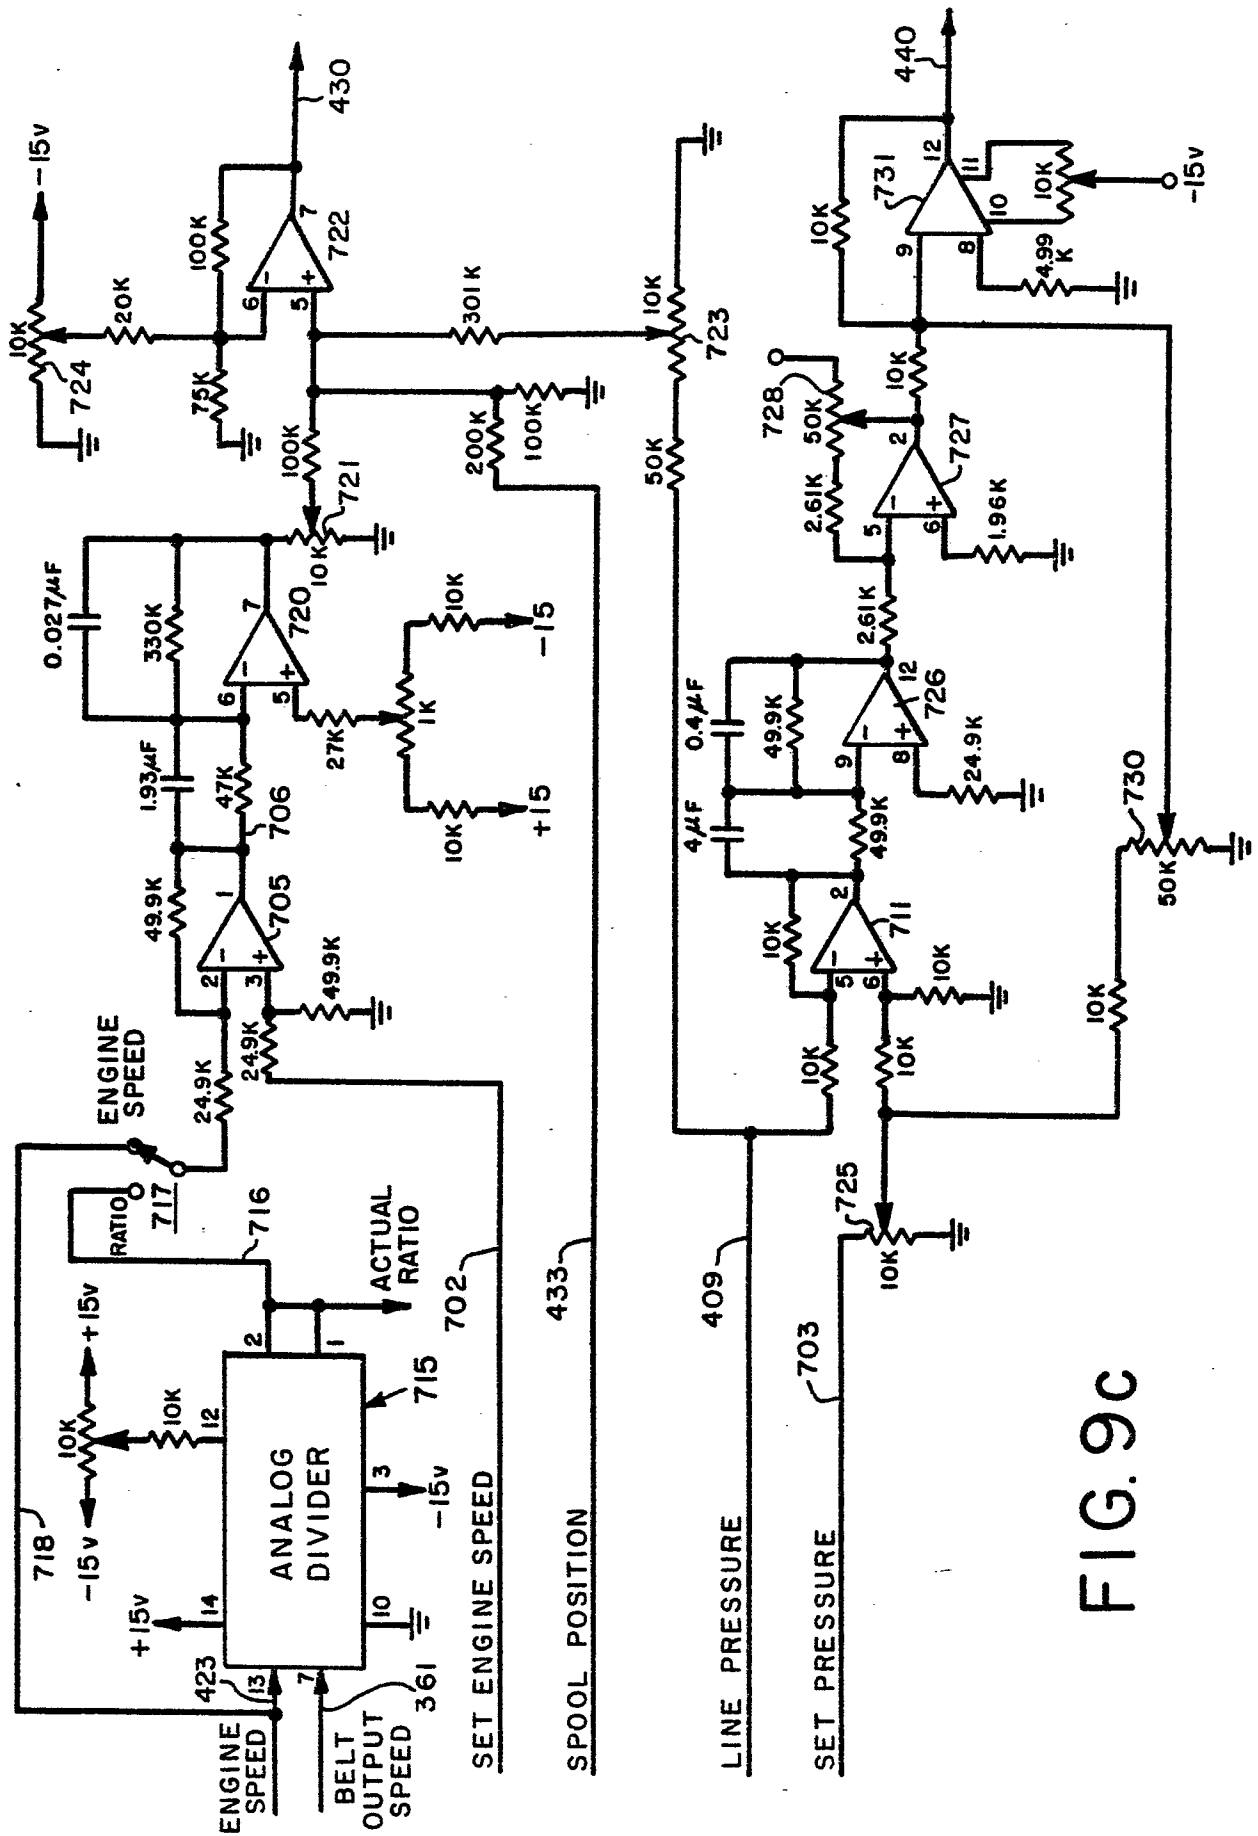 ENGINE
SPEED
423
13
BELT
OUTPUT
SPEED
361
7
718
+15v
14
-15v
10K
+15v
10K
12
ANALOG
DIVIDER
10
3
-15v
715
2
1
ACTUAL
RATIO
716
RATIO
717
ENGINE
SPEED
24.9K
24.9K
49.9K
49.9K
2
3
-
+
1
705
706
1.93µF
47K
0.027µF
330K
6
5
-
+
7
720
27K
1K
10K
+15
10K
-15
10K
721
100K
200K
100K
75K
724
10K
-15v
20K
100K
6
5
-
+
7
722
430
301K
SET ENGINE SPEED
702
SPOOL POSITION
433
LINE PRESSURE
409
50K
10K
723
SET PRESSURE
703
725
10K
10K
10K
10K
10K
5
6
-
+
2
711
4µF
49.9K
0.4µF
49.9K
9
8
-
+
12
726
24.9K
2.61K
2.61K
50K
728
5
6
-
+
2
727
1.96K
10K
10K
9
8
731
12
11
10
10K
-15v
4.99
K
440
10K
730
50K
FIG. 9c